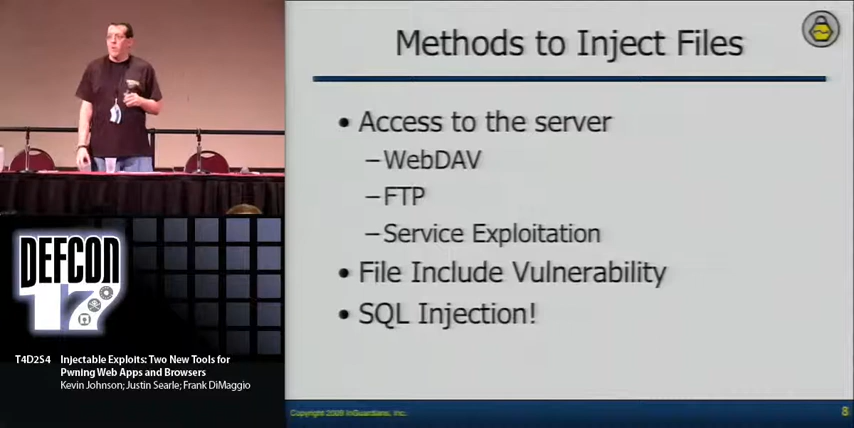 Methods to Inject Files
• Access to the server
–WebDAV
–FTP
–Service Exploitation
• File Include Vulnerability
• SQL Injection!
DEFCON
17
T4D2S4 Injectable Exploits: Two New Tools for
Pwning Web Apps and Browsers
Kevin Johnson; Justin Searle; Frank DiMaggio
Copyright 2009 InGuardians, Inc.
8